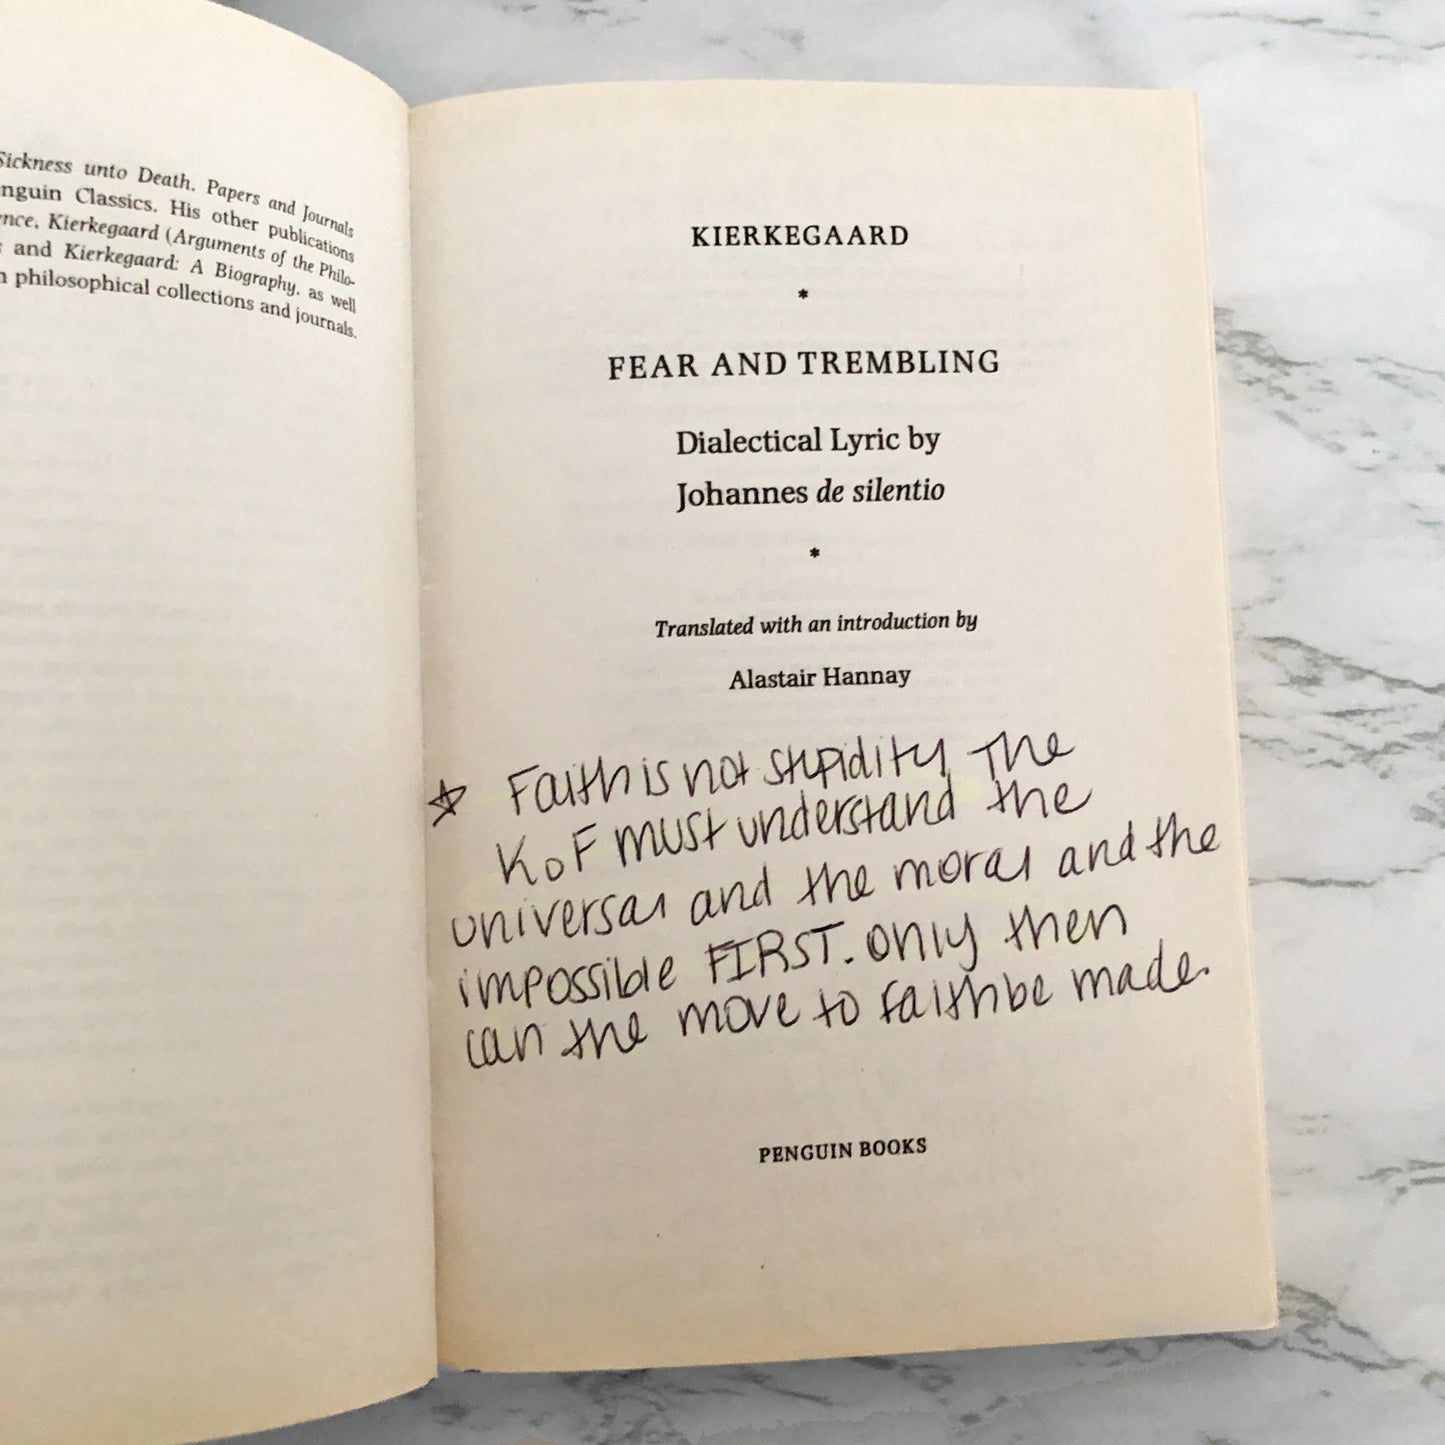 Sickness unto Death, Papers and Journals
nguin Classics. His other publications
ence, Kierkegaard (Arguments of the Philo-
and Kierkegaard: A Biography, as well
philosophical collections and journals.
KIERKEGAARD
*
FEAR AND TREMBLING
Dialectical Lyric by
Johannes de silentio
*
Translated with an introduction by
Alastair Hannay
☆ Faith is not stupidity. The
KoF must understand the
universal and the moral and the
impossible FIRST. Only then
can the move to faith be made.
PENGUIN BOOKS